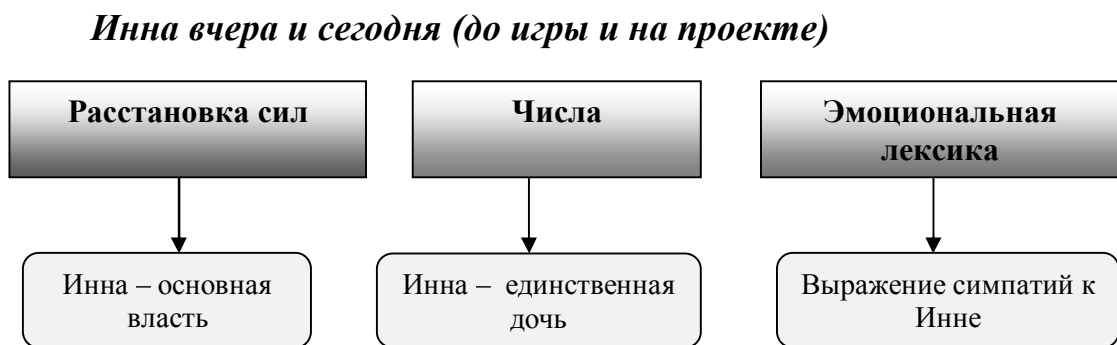 Инна вчера и сегодня (до игры и на проекте)
Расстановка сил
Числа
Эмоциональная
лексика
Инна – основная
власть
Инна – единственная
дочь
Выражение симпатий к
Инне